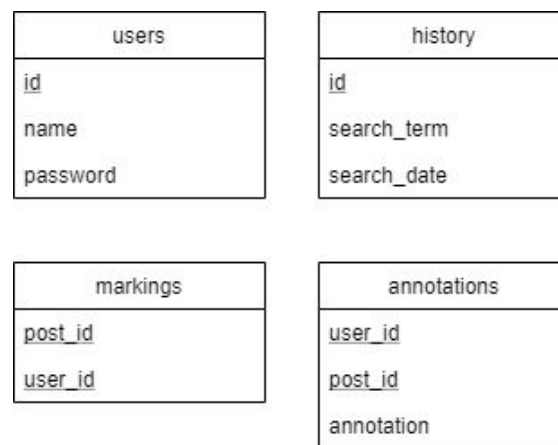 users
id
name
password
history
id
search_term
search_date
markings
post_id
user_id
annotations
user_id
post_id
annotation